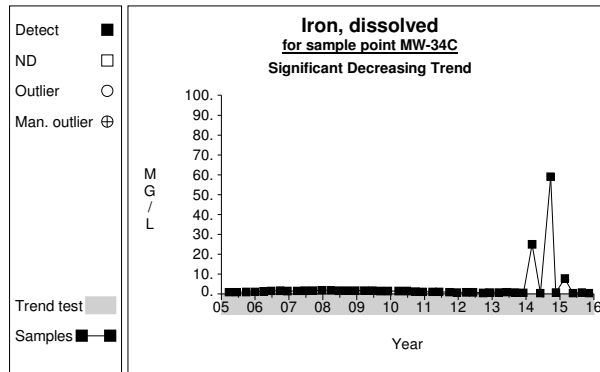 Detect
ND
Outlier
Man. outlier
Trend test
Samples
Iron, dissolved
for sample point MW-34C
Significant Decreasing Trend
100.
90.
80.
70.
60.
50.
40.
30.
20.
10.
0.
M
G
/
L
05 06 07 08 09 10 11 12 13 14 15 16
Year